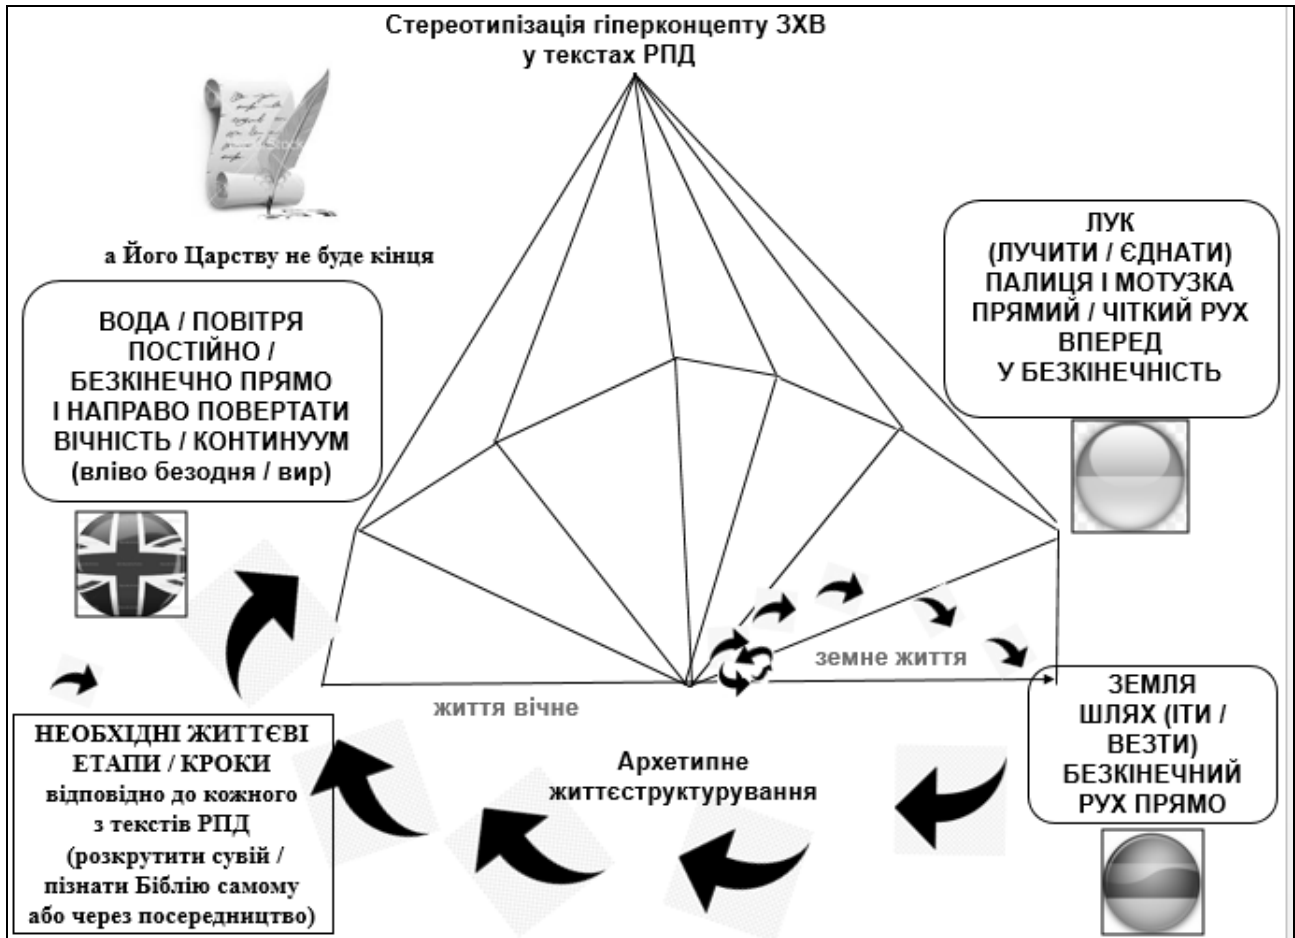 Стереотипізація гіперконцепту ЗХВ
у текстах РПД
а Його Царству не буде кінця
ВОДА / ПОВІТРЯ
ПОСТІЙНО /
БЕЗКІНЕЧНО ПРЯМО
І НАПРАВО ПОВЕРТАТИ
ВІЧНІСТЬ / КОНТИНУУМ
(вліво безодня / вир)
ЛУК
(ЛУЧИТИ / ЄДНАТИ)
ПАЛИЦЯ І МОТУЗКА
ПРЯМИЙ / ЧІТКИЙ РУХ
ВПЕРЕД
У БЕЗКІНЕЧНІСТЬ
земне життя
життя вічне
ЗЕМЛЯ
ШЛЯХ (ІТИ /
ВЕЗТИ)
БЕЗКІНЕЧНИЙ
РУХ ПРЯМО
Архетипне
життєструктурування
НЕОБХІДНІ ЖИТТЄВІ
ЕТАПИ / КРОКИ
відповідно до кожного
з текстів РПД
(розкрутити сувій /
пізнати Біблію самому
або через посередництво)